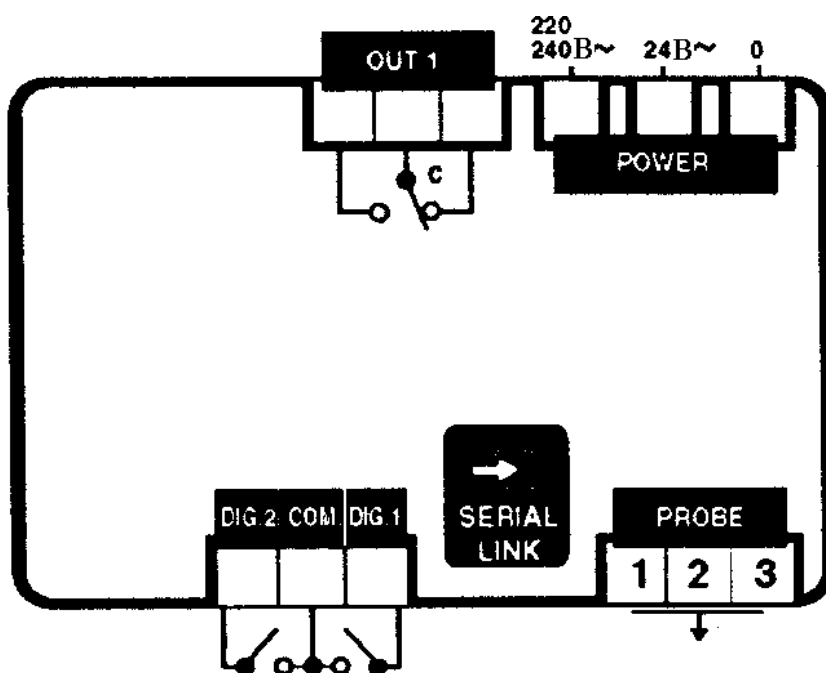 220
240В~ 24В~ 0
OUT 1
POWER
C
DIG.2 COM. DIG.1
SERIAL
LINK
PROBE
1 2 3